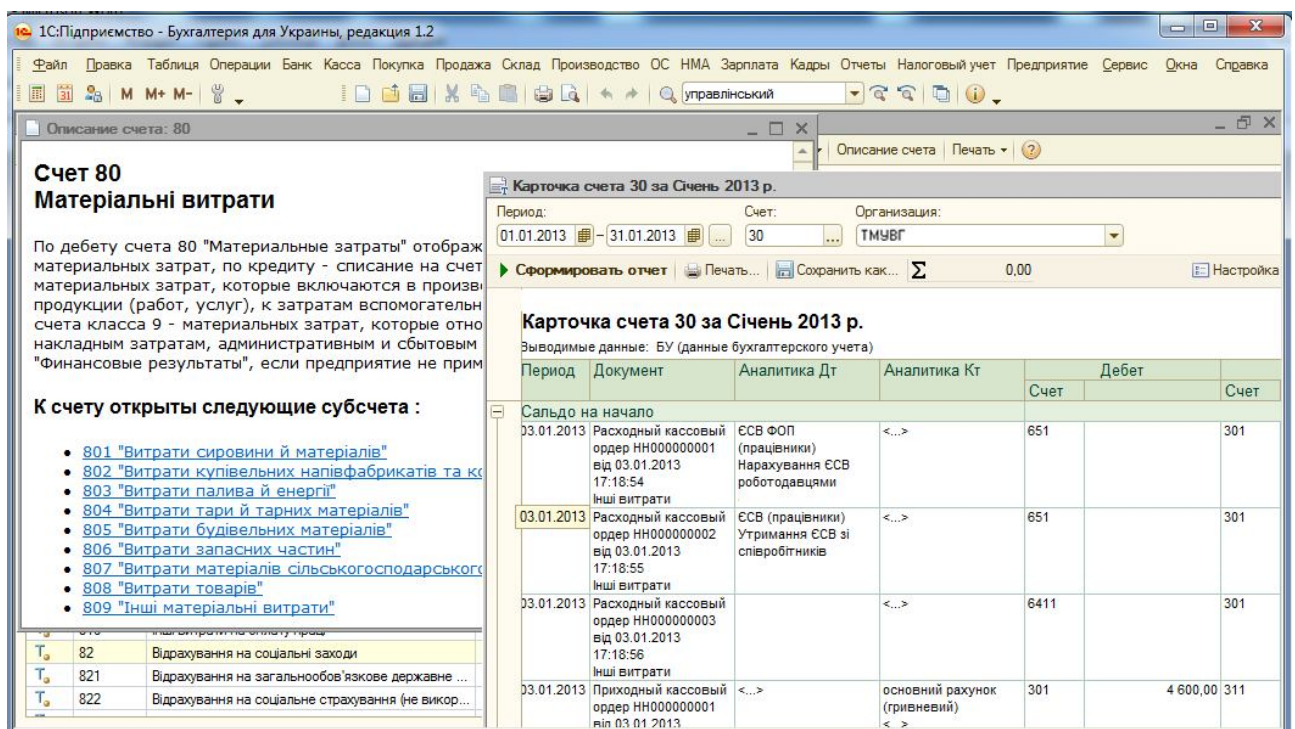 1С:Підприємство - Бухгалтерия для Украины, редакция 1.2
Файл Правка Таблиця Операции Банк Касса Покупка Продажа Склад Производство ОС НМА Зарплата Кадры Отчеты Налоговый учет Предприятие Сервис Окна Справка
M M+ M- управлінський
Описание счета: 80
Счет 80
Матеріальні витрати
По дебету счета 80 "Материальные затраты" отображ
материальных затрат, по кредиту - списание на счет
материальных затрат, которые включаются в произв
продукции (работ, услуг), к затратам вспомогательн
счета класса 9 - материальных затрат, которые отно
накладным затратам, административным и сбытовым
"Финансовые результаты", если предприятие не прим
К счету открыты следующие субсчета :
801 "Витрати сировини й матеріалів"
802 "Витрати купівельних напівфабрикатів та ко
803 "Витрати палива й енергії"
804 "Витрати тари й тарних матеріалів"
805 "Витрати будівельних матеріалів"
806 "Витрати запасних частин"
807 "Витрати матеріалів сільськогосподарського
808 "Витрати товарів"
809 "Інші матеріальні витрати"
82 Відрахування на соціальні заходи
821 Відрахування на загальнообов'язкове державне ...
822 Відрахування на соціальне страхування (не викор...
Описание счета Печать
Карточка счета 30 за Січень 2013 р.
Период: Счет: Организация:
01.01.2013 – 31.01.2013 ... 30 ... ТМУВГ
Сформировать отчет Печать... Сохранить как... Σ 0,00 Настройка
Карточка счета 30 за Січень 2013 р.
Выводимые данные: БУ (данные бухгалтерского учета)
Период Документ Аналитика Дт Аналитика Кт Дебет
Счет Счет
Сальдо на начало
03.01.2013 Расходный кассовый ЄСВ ФОП <...> 651 301
ордер НН000000001 (працівники)
від 03.01.2013 Нарахування ЄСВ
17:18:54 роботодавцями
Інші витрати
03.01.2013 Расходный кассовый ЄСВ (працівники) <...> 651 301
ордер НН000000002 Утримання ЄСВ зі
від 03.01.2013 співробітників
17:18:55
Інші витрати
03.01.2013 Расходный кассовый <...> 6411 301
ордер НН000000003
від 03.01.2013
17:18:56
Інші витрати
03.01.2013 Приходный кассовый <...> основний рахунок 301 4 600,00 311
ордер НН000000001 (гривневий)
від 03.01.2013 <...>